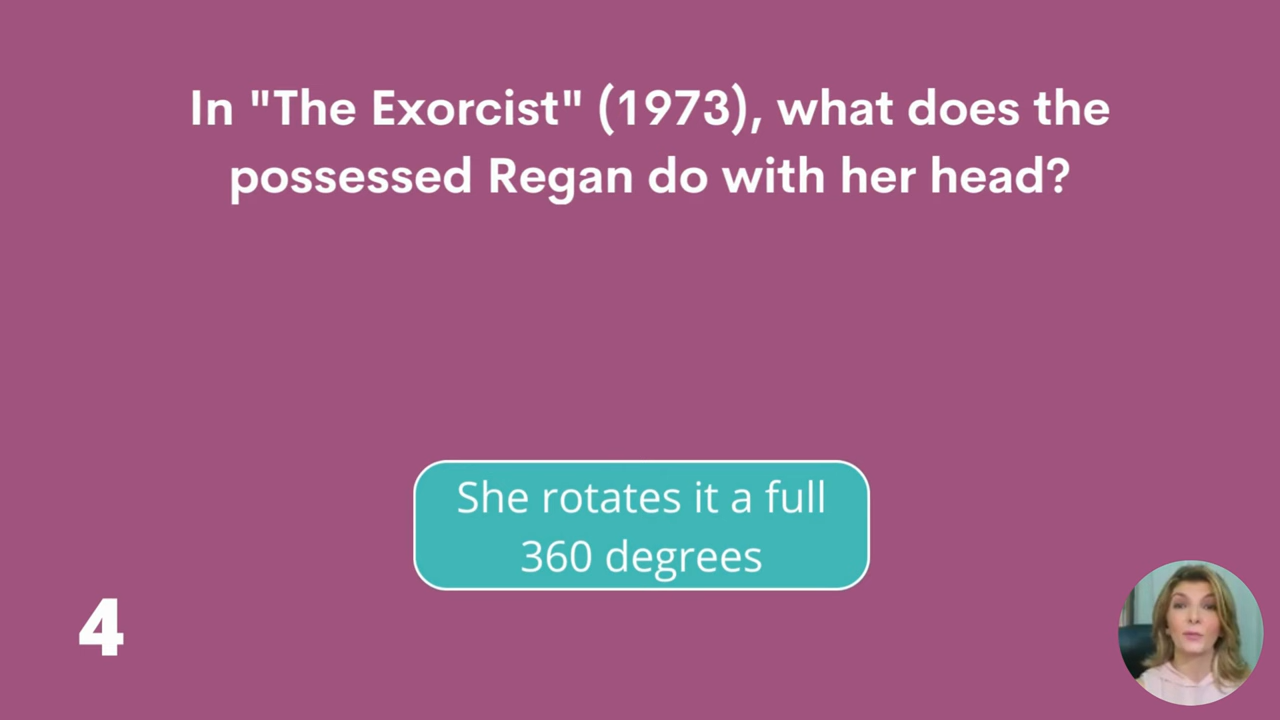 In "The Exorcist" (1973), what does the
possessed Regan do with her head?
She rotates it a full
360 degrees
4